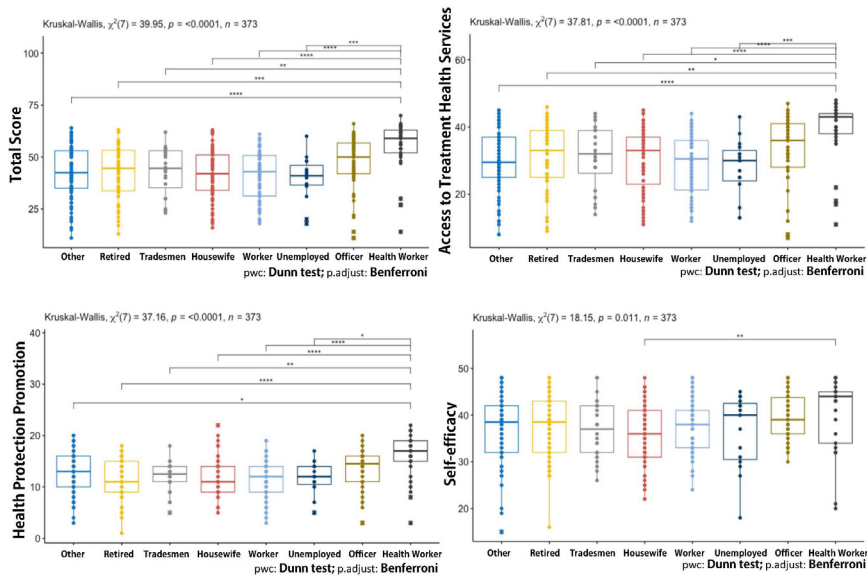 Kruskal-Wallis, χ²(7) = 39.95, p = <0.0001, n = 373
***
****
****
**
***
****
100
75
50
25
Total Score
Other Retired Tradesmen Housewife Worker Unemployed Officer Health Worker
pwc: Dunn test; p.adjust: Benferroni
Kruskal-Wallis, χ²(7) = 37.81, p = <0.0001, n = 373
***
****
****
*
**
****
60
40
20
Access to Treatment Health Services
Other Retired Tradesmen Housewife Worker Unemployed Officer Health Worker
pwc: Dunn test; p.adjust: Benferroni
Kruskal-Wallis, χ²(7) = 37.16, p = <0.0001, n = 373
*
****
****
**
****
*
40
30
20
10
0
Health Protection Promotion
Other Retired Tradesmen Housewife Worker Unemployed Officer Health Worker
pwc: Dunn test; p.adjust: Benferroni
Kruskal-Wallis, χ²(7) = 18.15, p = 0.011, n = 373
**
50
40
30
20
Self-efficacy
Other Retired Tradesmen Housewife Worker Unemployed Officer Health Worker
pwc: Dunn test; p.adjust: Benferroni